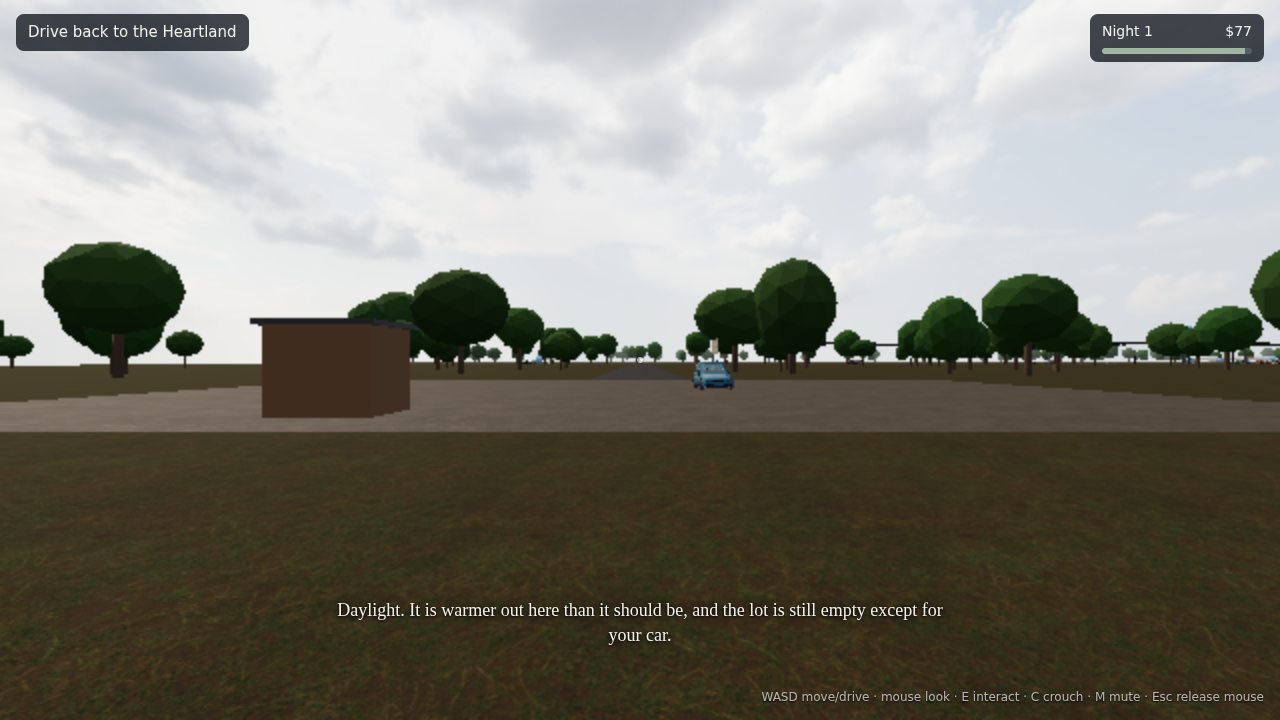 Drive back to the Heartland
Night 1 $77
Daylight. It is warmer out here than it should be, and the lot is still empty except for
your car.
WASD move/drive · mouse look · E interact · C crouch · M mute · Esc release mouse